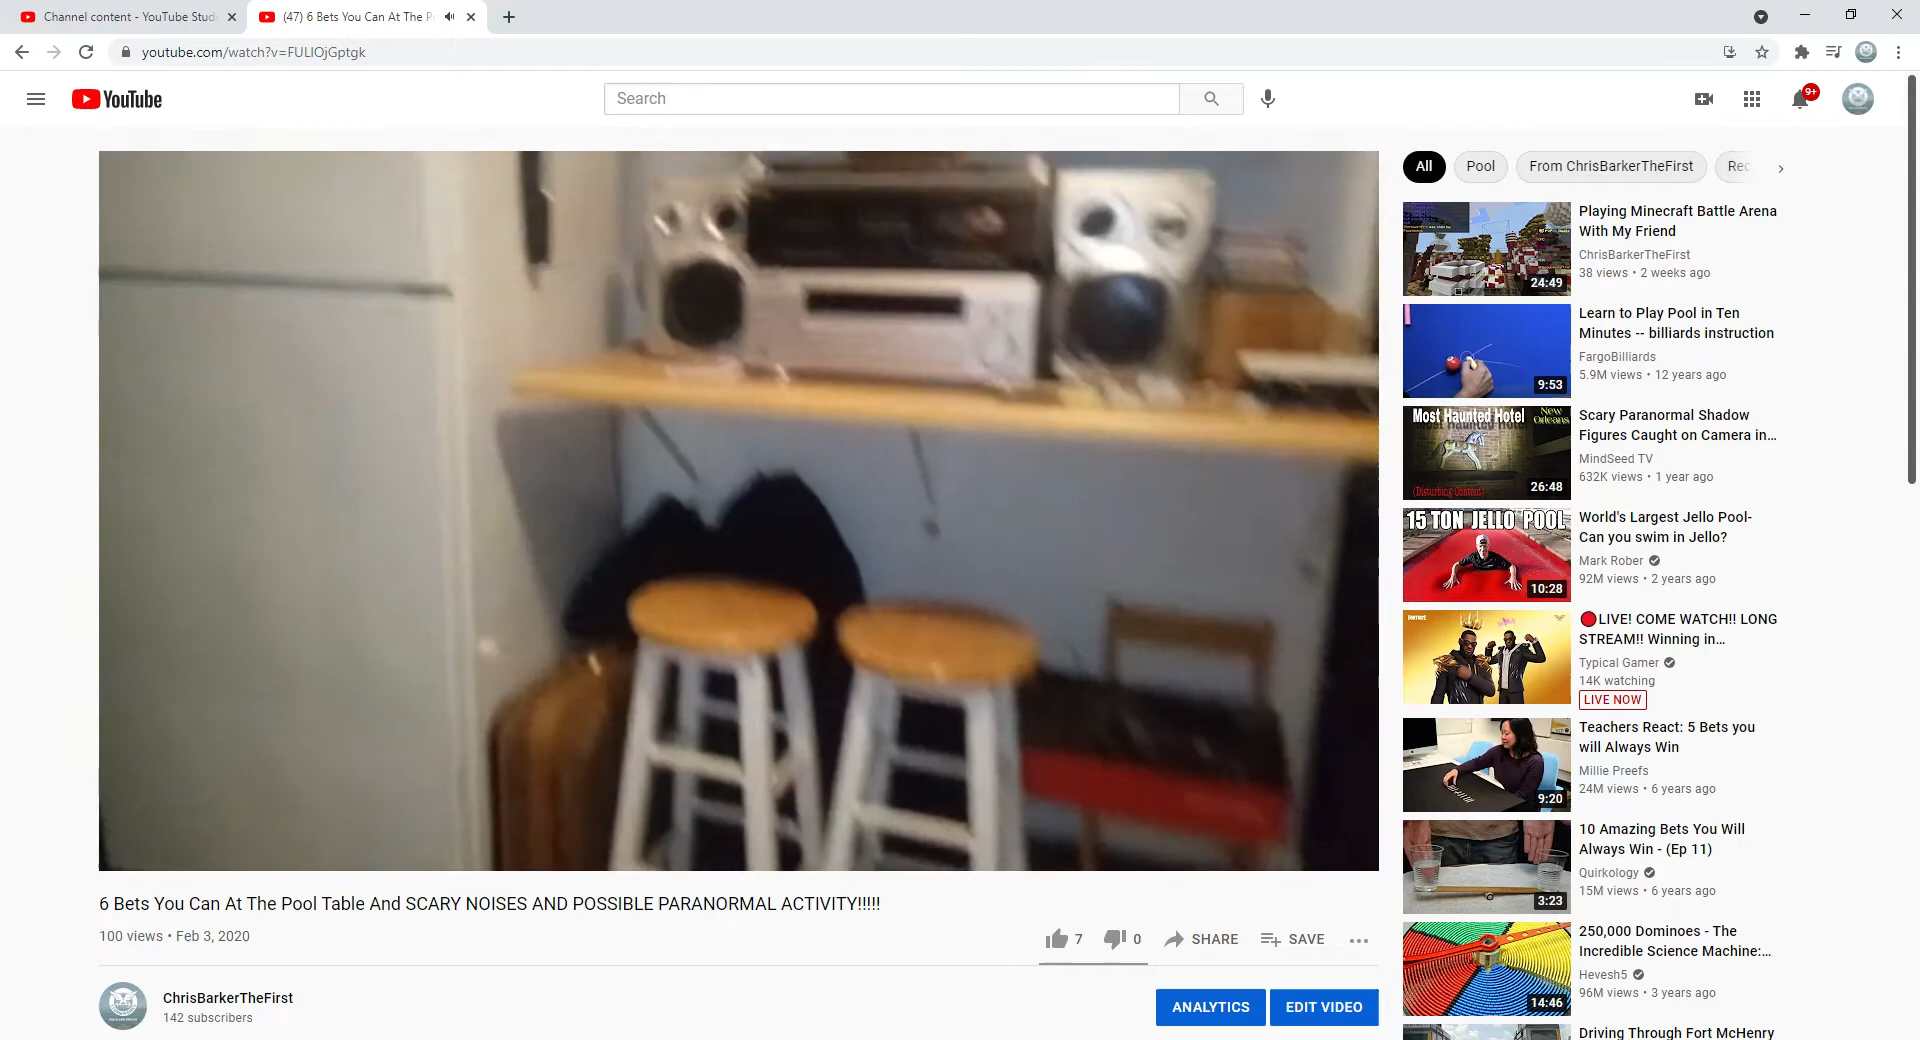 Channel content - YouTube Stud
(47) 6 Bets You Can At The P
youtube.com/watch?v=FULIOjGptgk
YouTube
Search
9+
All
Pool
From ChrisBarkerTheFirst
Rec
Playing Minecraft Battle Arena
With My Friend
ChrisBarkerTheFirst
38 views • 2 weeks ago
24:49
Learn to Play Pool in Ten
Minutes -- billiards instruction
FargoBilliards
5.9M views • 12 years ago
9:53
Most Haunted Hotel
New
Orleans
(Disturbing Content)
26:48
Scary Paranormal Shadow
Figures Caught on Camera in...
MindSeed TV
632K views • 1 year ago
15 TON JELLO POOL
10:28
World's Largest Jello Pool-
Can you swim in Jello?
Mark Rober
92M views • 2 years ago
FORTNITE
🔴LIVE! COME WATCH!! LONG
STREAM!! Winning in...
Typical Gamer
14K watching
LIVE NOW
Teachers React: 5 Bets you
will Always Win
Millie Preefs
24M views • 6 years ago
9:20
10 Amazing Bets You Will
Always Win - (Ep 11)
Quirkology
15M views • 6 years ago
3:23
250,000 Dominoes - The
Incredible Science Machine:...
Hevesh5
96M views • 3 years ago
14:46
Driving Through Fort McHenry
6 Bets You Can At The Pool Table And SCARY NOISES AND POSSIBLE PARANORMAL ACTIVITY!!!!!
100 views • Feb 3, 2020
7
0
SHARE
SAVE
ChrisBarkerTheFirst
142 subscribers
ANALYTICS
EDIT VIDEO